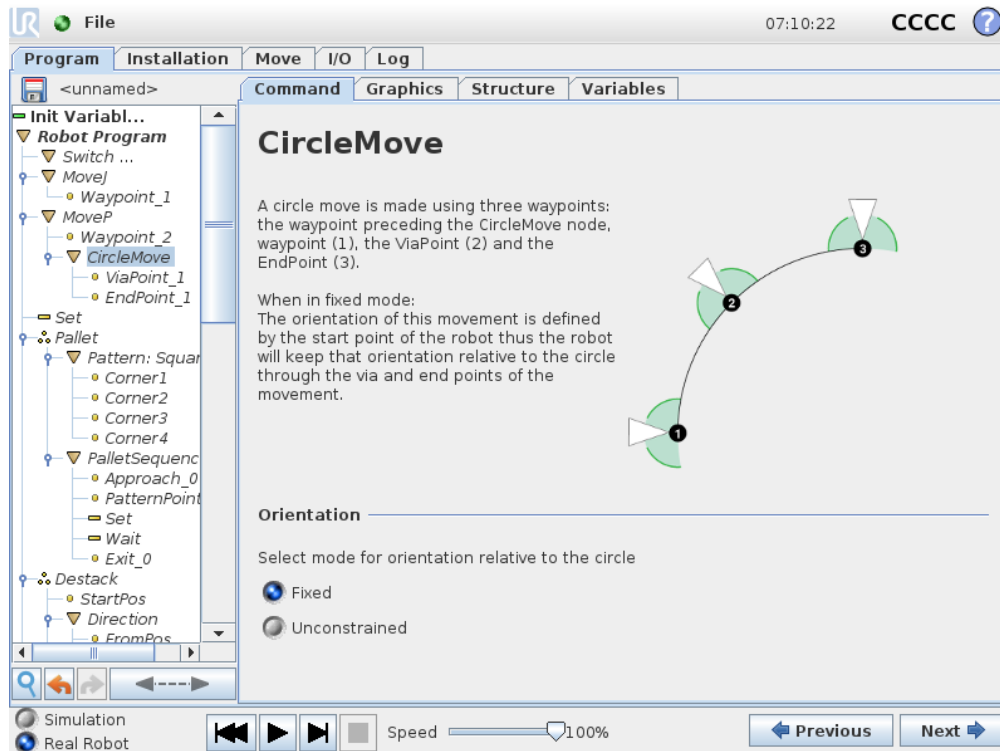 UR File 07:10:22 CCCC ?
Program Installation Move I/O Log
<unnamed>
Command Graphics Structure Variables
Init Variabl...
Robot Program
Switch ...
MoveJ
Waypoint_1
MoveP
Waypoint_2
CircleMove
ViaPoint_1
EndPoint_1
Set
Pallet
Pattern: Squar
Corner1
Corner2
Corner3
Corner4
PalletSequenc
Approach_0
PatternPoint
Set
Wait
Exit_0
Destack
StartPos
Direction
FromPos
CircleMove
A circle move is made using three waypoints:
the waypoint preceding the CircleMove node,
waypoint (1), the ViaPoint (2) and the
EndPoint (3).
When in fixed mode:
The orientation of this movement is defined
by the start point of the robot thus the robot
will keep that orientation relative to the circle
through the via and end points of the
movement.
3
2
1
Orientation
Select mode for orientation relative to the circle
Fixed
Unconstrained
Simulation
Real Robot
Speed 100%
Previous Next